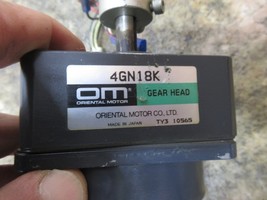 4GN18K
OM
ORIENTAL MOTOR
GEAR HEAD
ORIENTAL MOTOR CO., LTD.
MADE IN JAPAN TY3 10565